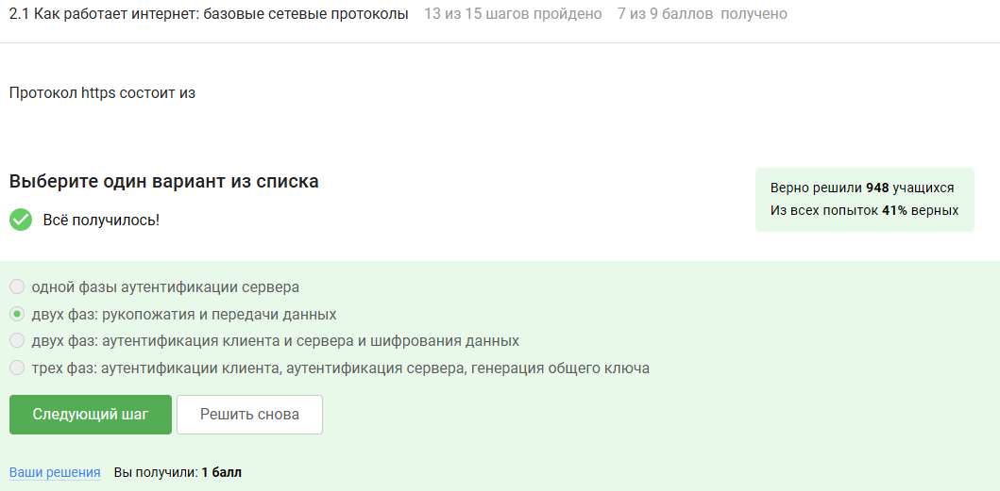 2.1 Как работает интернет: базовые сетевые протоколы 13 из 15 шагов пройдено 7 из 9 баллов получено
Протокол https состоит из
Выберите один вариант из списка
Всё получилось!
Верно решили 948 учащихся
Из всех попыток 41% верных
одной фазы аутентификации сервера
двух фаз: рукопожатия и передачи данных
двух фаз: аутентификация клиента и сервера и шифрования данных
трех фаз: аутентификации клиента, аутентификация сервера, генерация общего ключа
Следующий шаг Решить снова
Ваши решения Вы получили: 1 балл